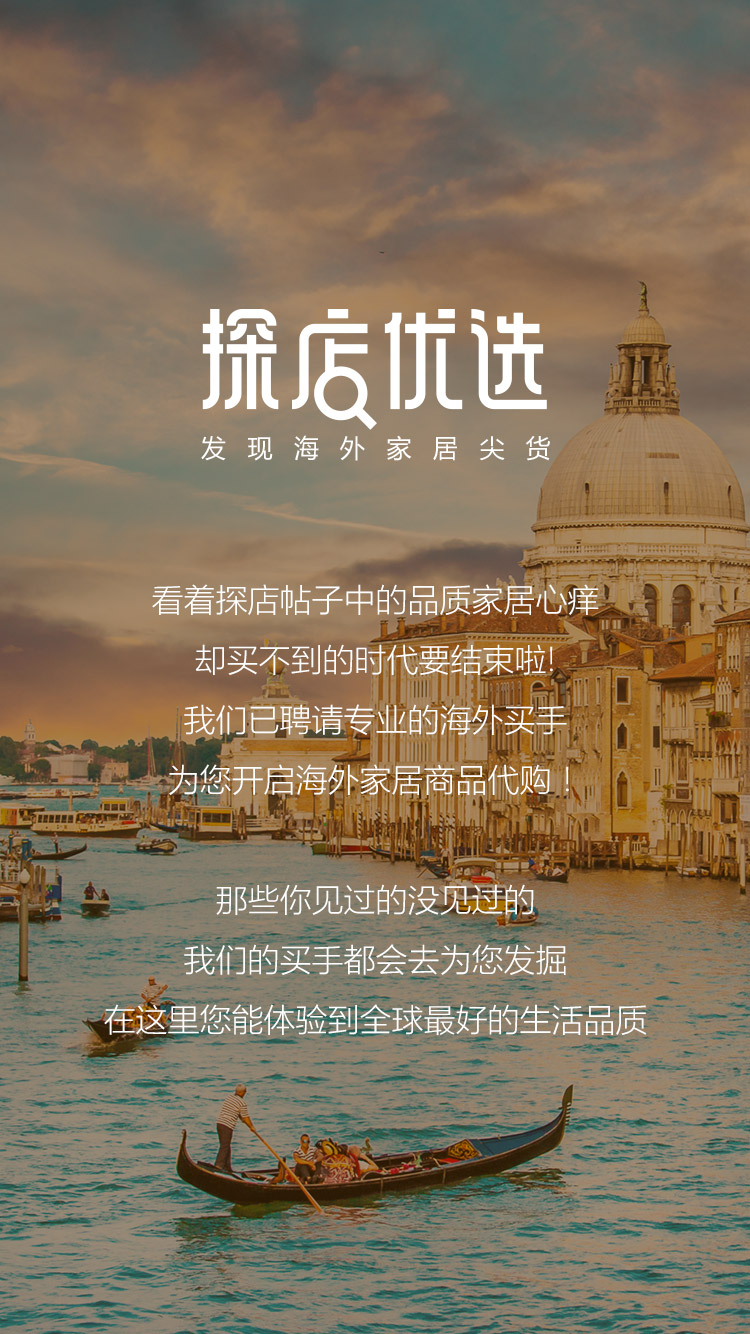 探店优选
发现海外家居尖货
看着探店帖子中的品质家居心痒
却买不到的时代要结束啦!
我们已聘请专业的海外买手
为您开启海外家居商品代购！
那些你见过的没见过的
我们的买手都会去为您发掘
在这里您能体验到全球最好的生活品质